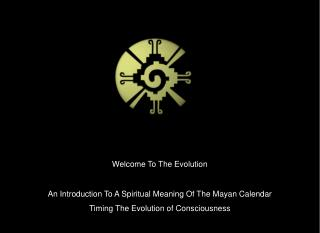 Welcome To The Evolution
An Introduction To A Spiritual Meaning Of The Mayan Calendar
Timing The Evolution of Consciousness